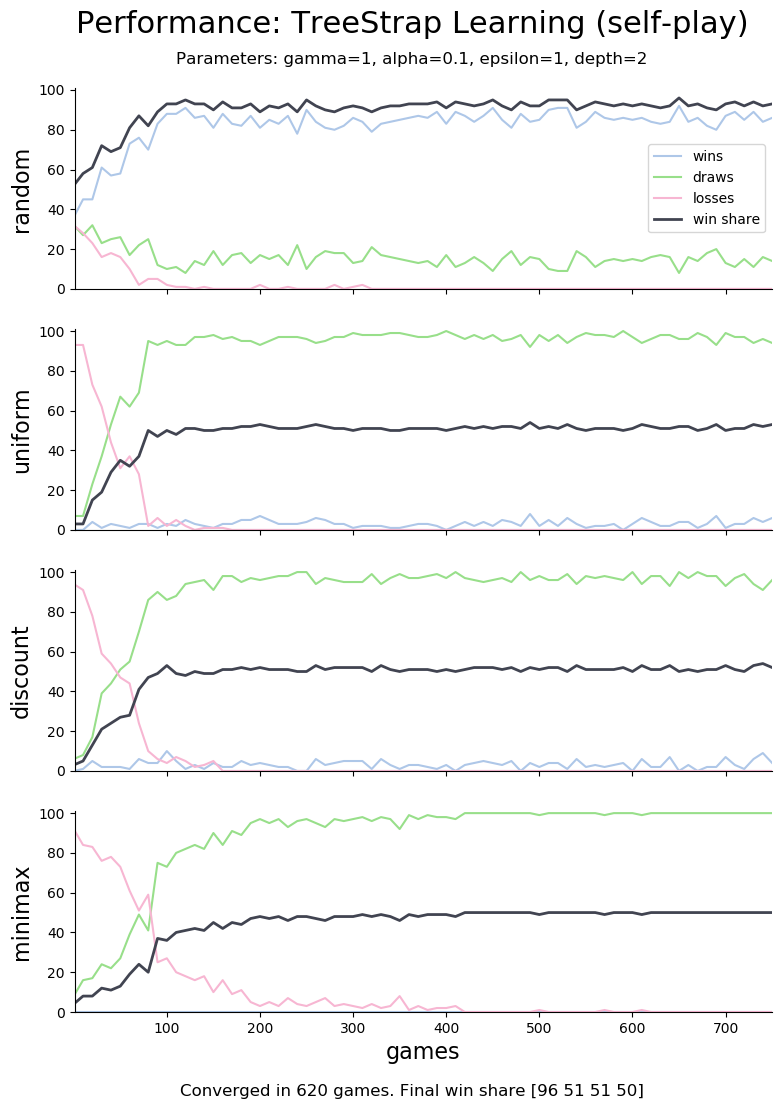 Performance: TreeStrap Learning (self-play)
Parameters: gamma=1, alpha=0.1, epsilon=1, depth=2
100
80
60
40
20
0
random
wins
draws
losses
win share
100
80
60
40
20
0
uniform
100
80
60
40
20
0
discount
100
80
60
40
20
0
minimax
100 200 300 400 500 600 700
games
Converged in 620 games. Final win share [96 51 51 50]